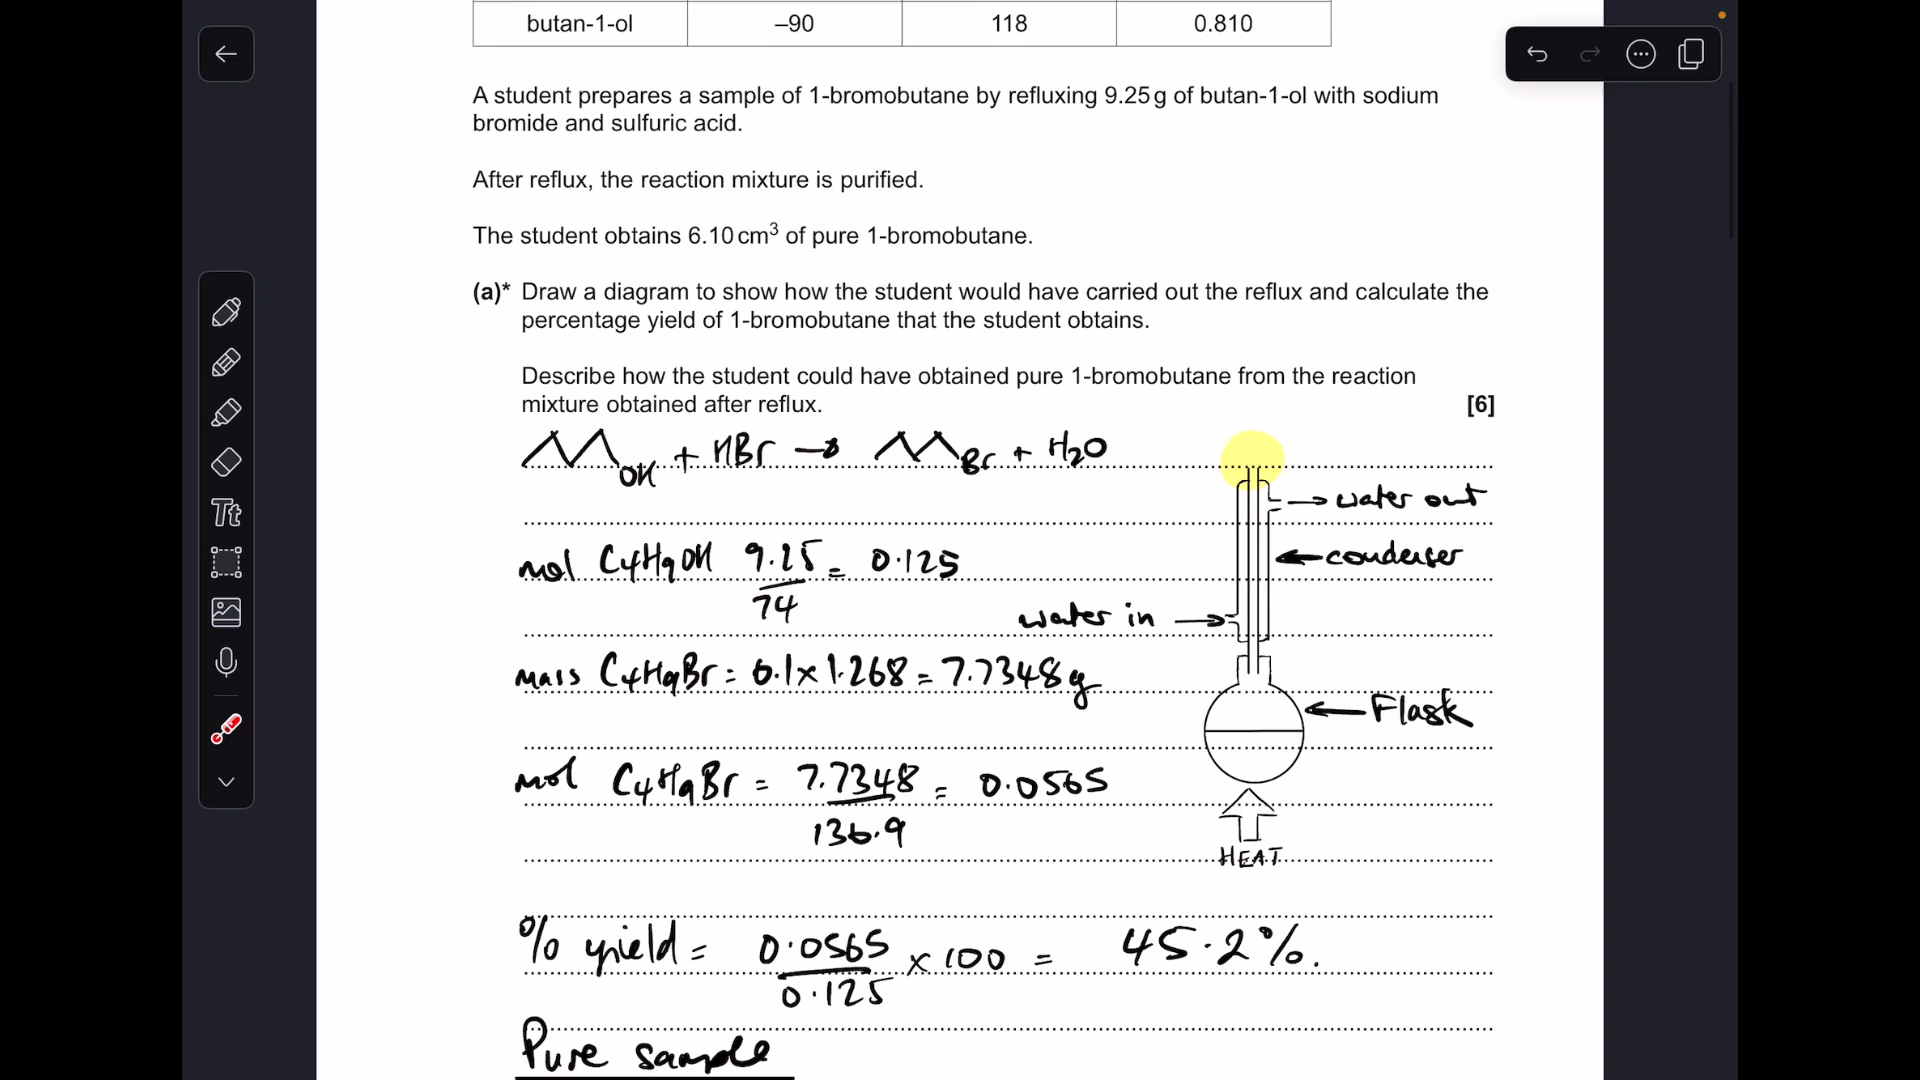 butan-1-ol –90 118 0.810
A student prepares a sample of 1-bromobutane by refluxing 9.25 g of butan-1-ol with sodium
bromide and sulfuric acid.
After reflux, the reaction mixture is purified.
The student obtains 6.10 cm³ of pure 1-bromobutane.
(a)* Draw a diagram to show how the student would have carried out the reflux and calculate the
percentage yield of 1-bromobutane that the student obtains.
Describe how the student could have obtained pure 1-bromobutane from the reaction
mixture obtained after reflux. [6]
OH + HBr → Br + H₂O
→ water out
mol C₄H₉OH 9.25/74 = 0.125
condenser
water in →
mass C₄H₉Br = 6.1 × 1.268 = 7.7348g
Flask
mol C₄H₉Br = 7.7348/136.9 = 0.0565
HEAT
% yield = 0.0565/0.125 × 100 = 45.2%.
Pure sample
Tt